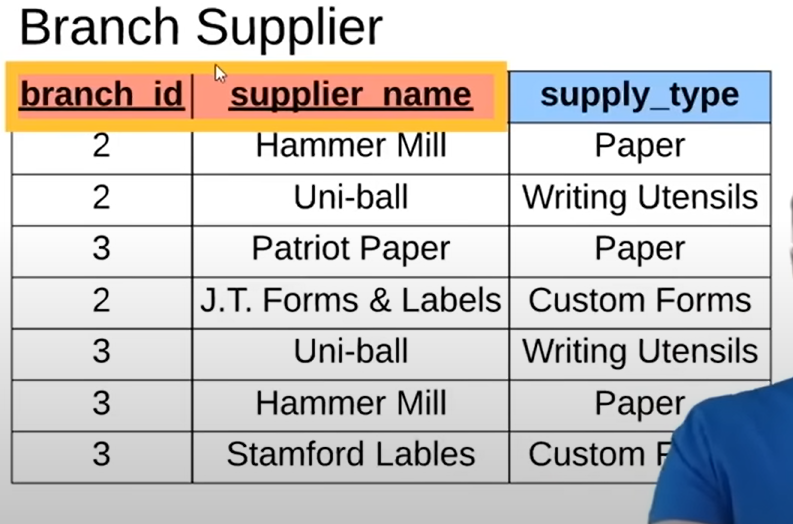 Branch Supplier
branch_id supplier_name supply_type
2 Hammer Mill Paper
2 Uni-ball Writing Utensils
3 Patriot Paper Paper
2 J.T. Forms & Labels Custom Forms
3 Uni-ball Writing Utensils
3 Hammer Mill Paper
3 Stamford Lables Custom